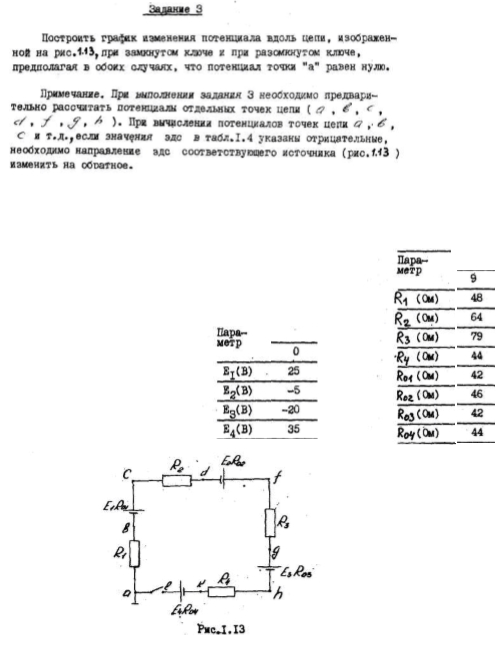 Задание 3
Построить график изменения потенциала вдоль цепи, изображен-
ной на рис.1.13, при замкнутом ключе и при разомкнутом ключе,
предполагая в обоих случаях, что потенциал точки "а" равен нулю.
Примечание. При выполнении задания 3 необходимо предвари-
тельно рассчитать потенциалы отдельных точек цепи ( a , b , c ,
d , f , g , h ). При вычислении потенциалов точек цепи a , b ,
c и т.д., если значения эдс в табл.I.4 указаны отрицательные,
необходимо направление эдс соответствующего источника (рис.1.13 )
изменить на обратное.
Пара-
метр
9
R1 (Ом) 48
R2 (Ом) 64
R3 (Ом) 79
R4 (Ом) 44
R01 (Ом) 42
R02 (Ом) 46
R03 (Ом) 42
R04 (Ом) 44
Пара-
метр
0
E1(В) 25
E2(В) -5
E3(В) -20
E4(В) 35
c R2 d E2R02 f
E1R01
b
R3
R1
g
E3R03
a e E4R04 к R4 h
Рис.I.13